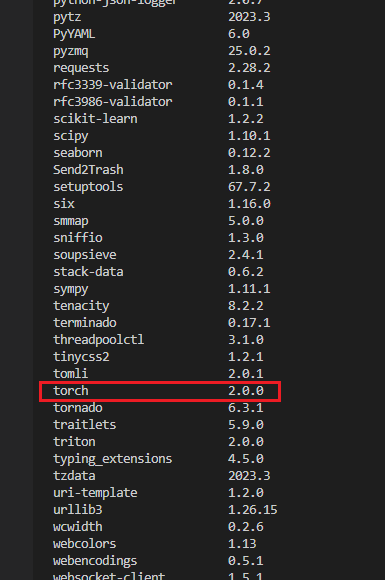 python-json-logger 2.0.7
pytz 2023.3
PyYAML 6.0
pyzmq 25.0.2
requests 2.28.2
rfc3339-validator 0.1.4
rfc3986-validator 0.1.1
scikit-learn 1.2.2
scipy 1.10.1
seaborn 0.12.2
Send2Trash 1.8.0
setuptools 67.7.2
six 1.16.0
smmap 5.0.0
sniffio 1.3.0
soupsieve 2.4.1
stack-data 0.6.2
sympy 1.11.1
tenacity 8.2.2
terminado 0.17.1
threadpoolctl 3.1.0
tinycss2 1.2.1
tomli 2.0.1
torch 2.0.0
tornado 6.3.1
traitlets 5.9.0
triton 2.0.0
typing_extensions 4.5.0
tzdata 2023.3
uri-template 1.2.0
urllib3 1.26.15
wcwidth 0.2.6
webcolors 1.13
webencodings 0.5.1
websocket-client 1.5.1